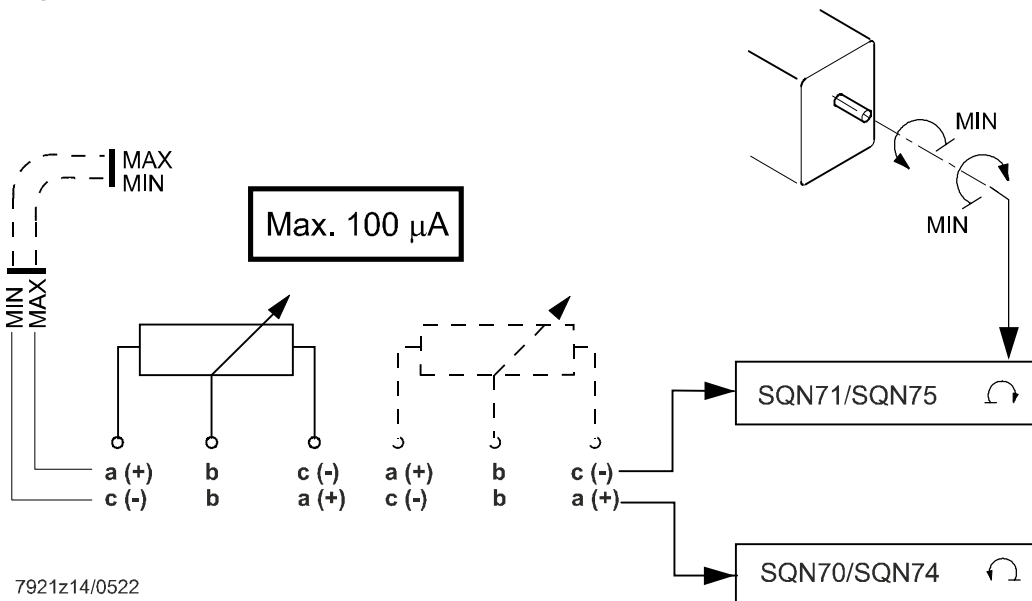 MIN
MIN
MAX
MIN
Max. 100 µA
MIN
MAX
SQN71/SQN75
a (+) b c (-) a (+) b c (-)
c (-) b a (+) c (-) b a (+)
SQN70/SQN74
7921z14/0522